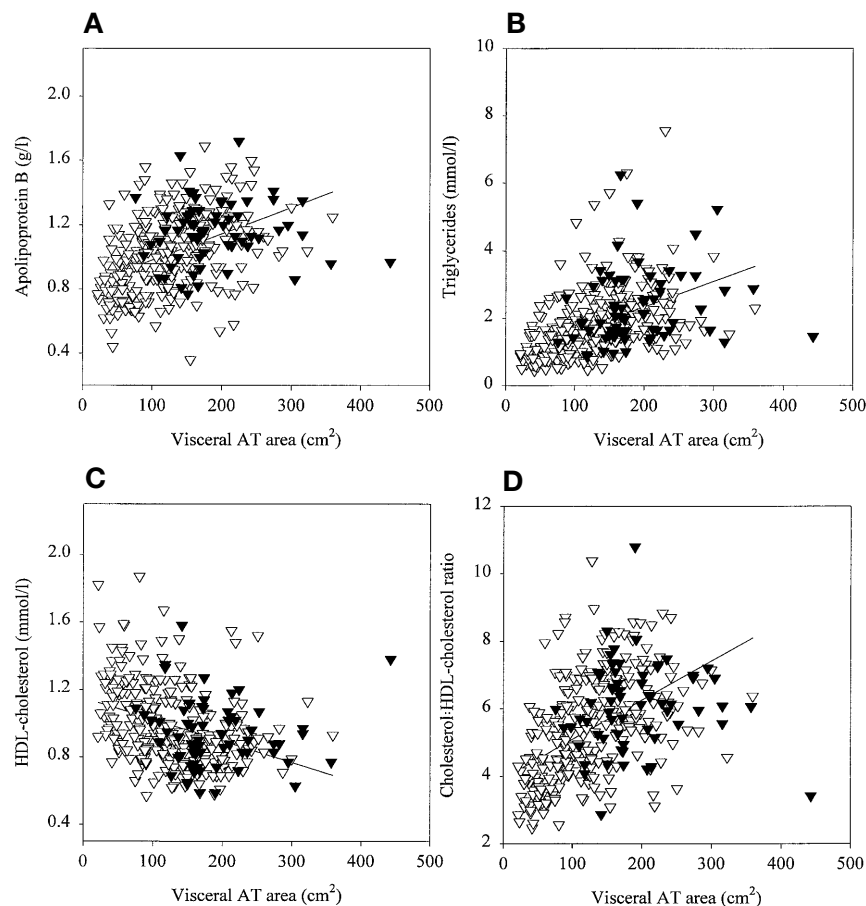 A
B
2.0
1.6
1.2
0.8
0.4
Apolipoprotein B (g/l)
0 100 200 300 400 500
Visceral AT area (cm²)
10
8
6
4
2
0
Triglycerides (mmol/l)
0 100 200 300 400 500
Visceral AT area (cm²)
C
D
2.0
1.6
1.2
0.8
0.4
HDL-cholesterol (mmol/l)
0 100 200 300 400 500
Visceral AT area (cm²)
12
10
8
6
4
2
Cholesterol:HDL-cholesterol ratio
0 100 200 300 400 500
Visceral AT area (cm²)